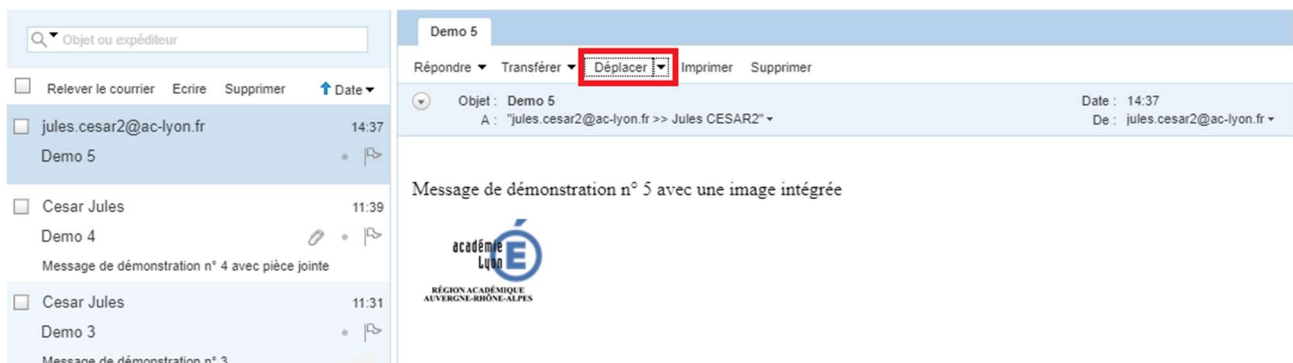 Objet ou expéditeur
Relever le courrier Ecrire Supprimer Date
jules.cesar2@ac-lyon.fr 14:37
Demo 5
Cesar Jules 11:39
Demo 4
Message de démonstration n° 4 avec pièce jointe
Cesar Jules 11:31
Demo 3
Message de démonstration n° 3
Demo 5
Répondre Transférer Déplacer Imprimer Supprimer
Objet : Demo 5 Date : 14:37
A : "jules.cesar2@ac-lyon.fr >> Jules CESAR2" De : jules.cesar2@ac-lyon.fr
Message de démonstration n° 5 avec une image intégrée
académie
Lyon
É
RÉGION ACADÉMIQUE
AUVERGNE-RHÔNE-ALPES